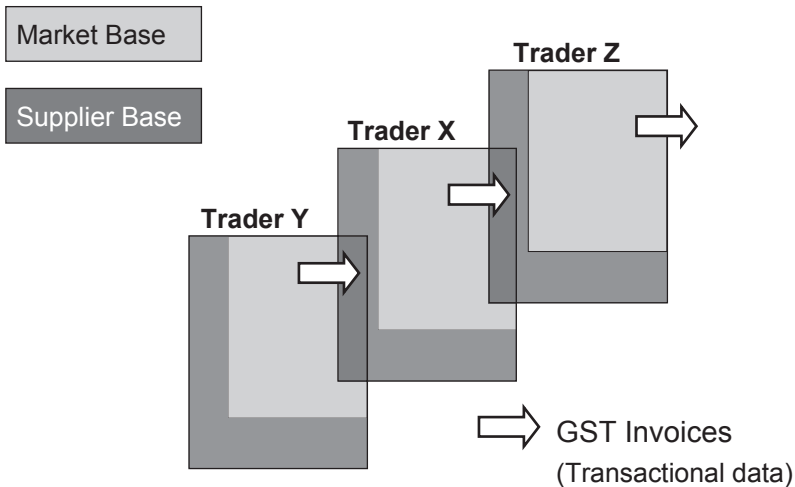 Market Base
Supplier Base
Trader Z
Trader X
Trader Y
GST Invoices
(Transactional data)